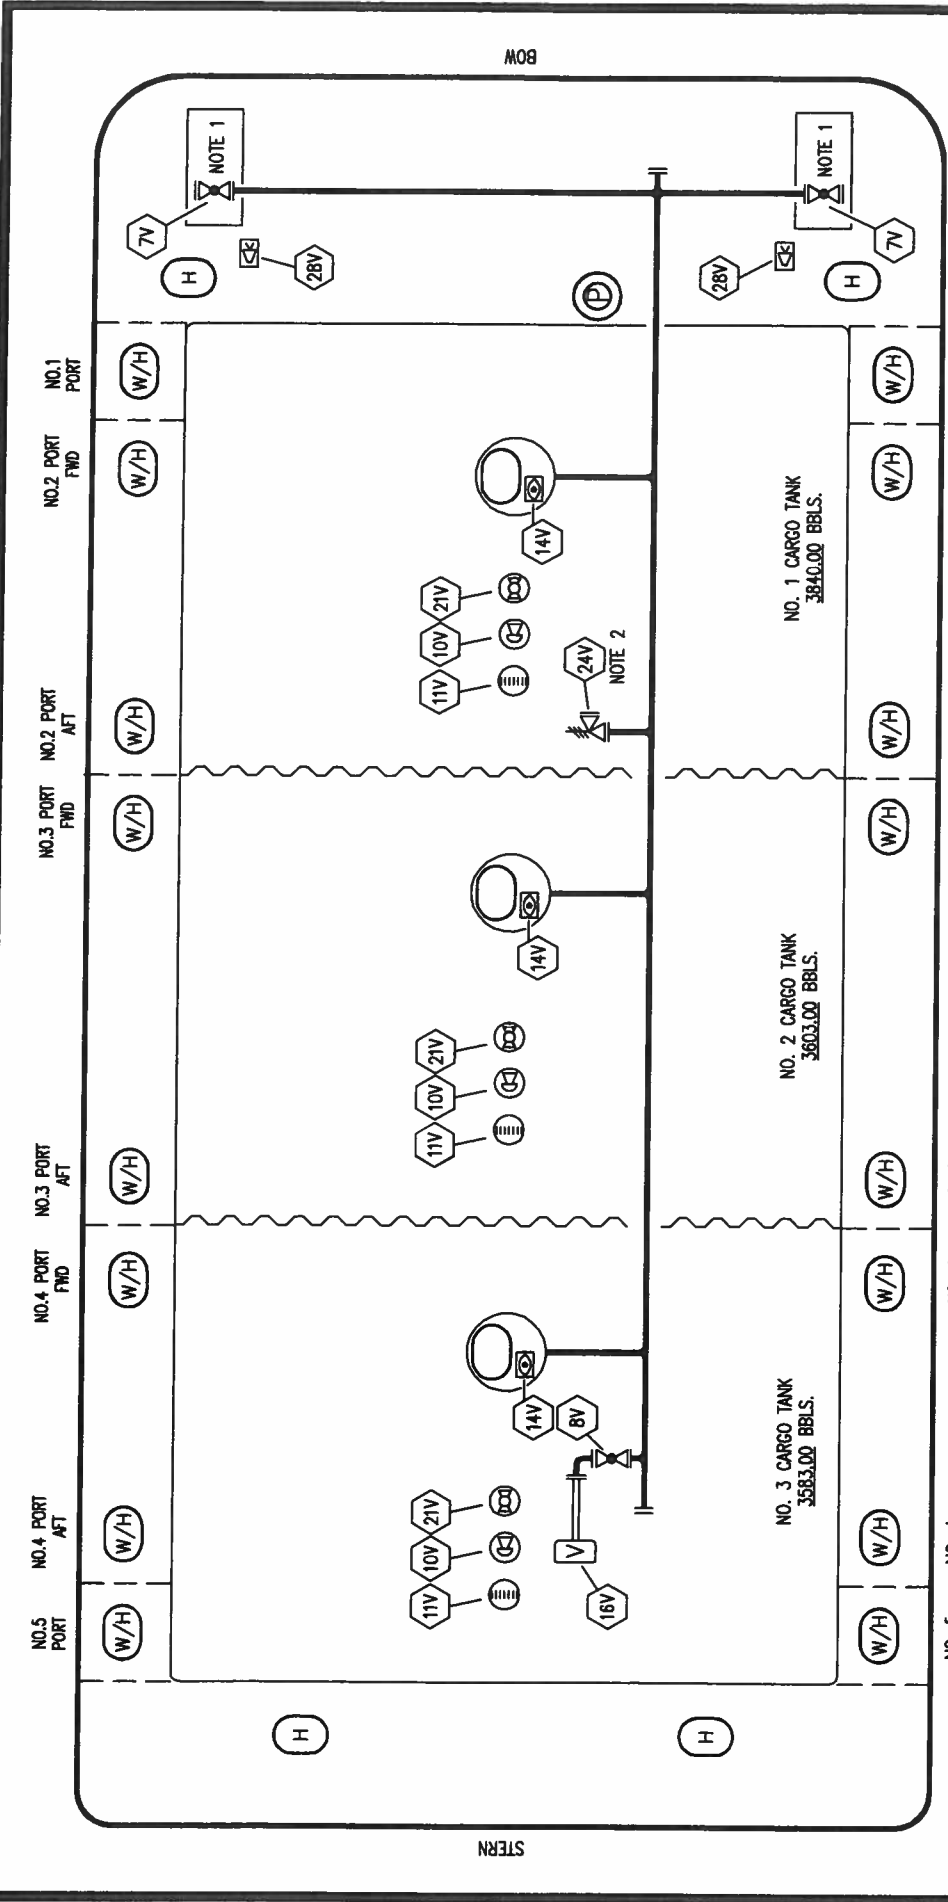 BOW
NOTE 1
7V
H
28V
P
28V
H
7V
NOTE 1
NO.1
PORT
W/H
W/H
NO.2 PORT
FWD
W/H
14V
W/H
21V
10V
11V
24V
NOTE 2
NO. 1 CARGO TANK
3840.00 BBLS.
NO.2 PORT
AFT
W/H
W/H
NO.3 PORT
FWD
W/H
14V
W/H
21V
10V
11V
NO. 2 CARGO TANK
3603.00 BBLS.
NO.3 PORT
AFT
W/H
W/H
NO.4 PORT
FWD
W/H
14V
8V
W/H
21V
10V
11V
V
16V
NO. 3 CARGO TANK
3583.00 BBLS.
NO.4 PORT
AFT
W/H
W/H
NO.5
PORT
W/H
W/H
H
H
STERN